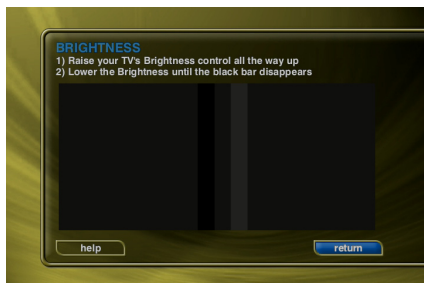 BRIGHTNESS
1) Raise your TV's Brightness control all the way up
2) Lower the Brightness until the black bar disappears
help
return